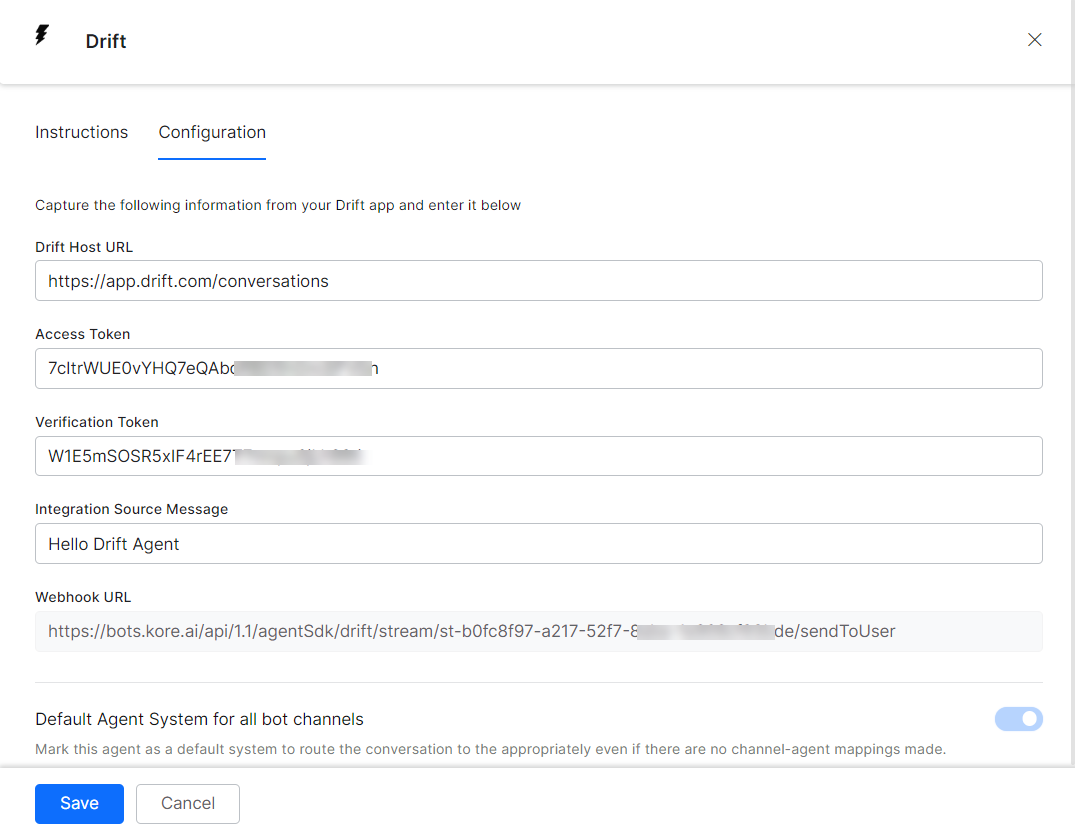 Drift
Instructions Configuration
Capture the following information from your Drift app and enter it below
Drift Host URL
https://app.drift.com/conversations
Access Token
7cItrWUE0vYHQ7eQAbc
Verification Token
W1E5mSOSR5xIF4rEE7
Integration Source Message
Hello Drift Agent
Webhook URL
https://bots.kore.ai/api/1.1/agentSdk/drift/stream/st-b0fc8f97-a217-52f7-8 de/sendToUser
Default Agent System for all bot channels
Mark this agent as a default system to route the conversation to the appropriately even if there are no channel-agent mappings made.
Save Cancel